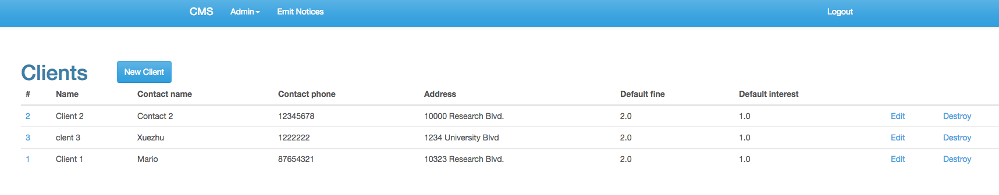 CMS Admin Emit Notices Logout
Clients New Client
# Name Contact name Contact phone Address Default fine Default interest
2 Client 2 Contact 2 12345678 10000 Research Blvd. 2.0 1.0 Edit Destroy
3 clent 3 Xuezhu 1222222 1234 University Blvd 2.0 1.0 Edit Destroy
1 Client 1 Mario 87654321 10323 Research Blvd. 2.0 1.0 Edit Destroy